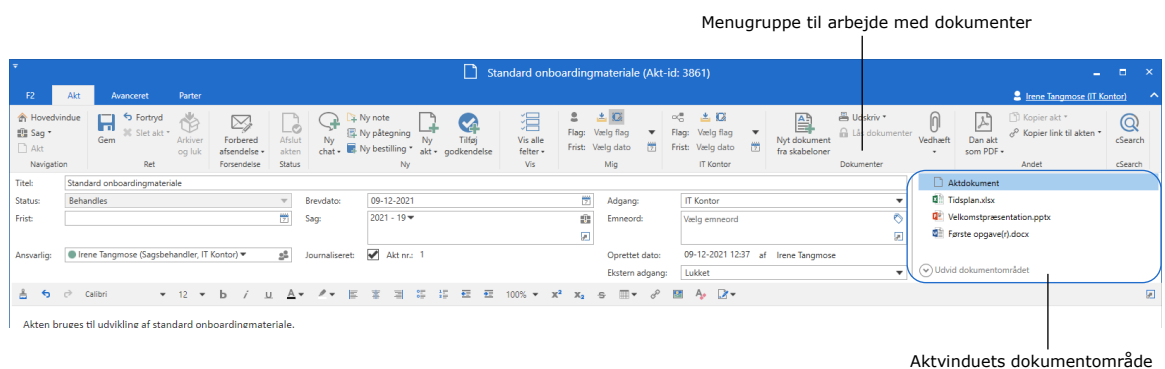 Menugruppe til arbejde med dokumenter
Standard onboardingmateriale (Akt-id: 3861)
F2 Akt Avanceret Parter Irene Tangmose (IT Kontor)
Hovedvindue
Sag
Akt
Navigation
Gem
Fortryd
Slet akt
Arkiver og luk
Ret
Forbered afsendelse
Forsendelse
Afslut akten
Status
Ny chat
Ny note
Ny påtegning
Ny bestilling
Ny akt
Tilføj godkendelse
Ny
Vis alle felter
Vis
Flag: Vælg flag
Frist: Vælg dato
Mig
Flag: Vælg flag
Frist: Vælg dato
IT Kontor
Nyt dokument fra skabeloner
Udskriv
Lås dokumenter
Dokumenter
Vedhæft
Dan akt som PDF
Kopier akt
Kopier link til akten
Andet
cSearch
cSearch
Titel: Standard onboardingmateriale
Status: Behandles Brevdato: 09-12-2021 Adgang: IT Kontor
Frist: Sag: 2021 - 19 Emneord: Vælg emneord
Ansvarlig: Irene Tangmose (Sagsbehandler, IT Kontor) Journaliseret: Akt nr.: 1 Oprettet dato: 09-12-2021 12:37 af Irene Tangmose
Ekstern adgang: Lukket
Aktdokument
Tidsplan.xlsx
Velkomstpræsentation.pptx
Første opgave(r).docx
Udvid dokumentområdet
Calibri 12 b i u A 100% x² x₂ S
Akten bruges til udvikling af standard onboardingmateriale.
Aktvinduets dokumentområde